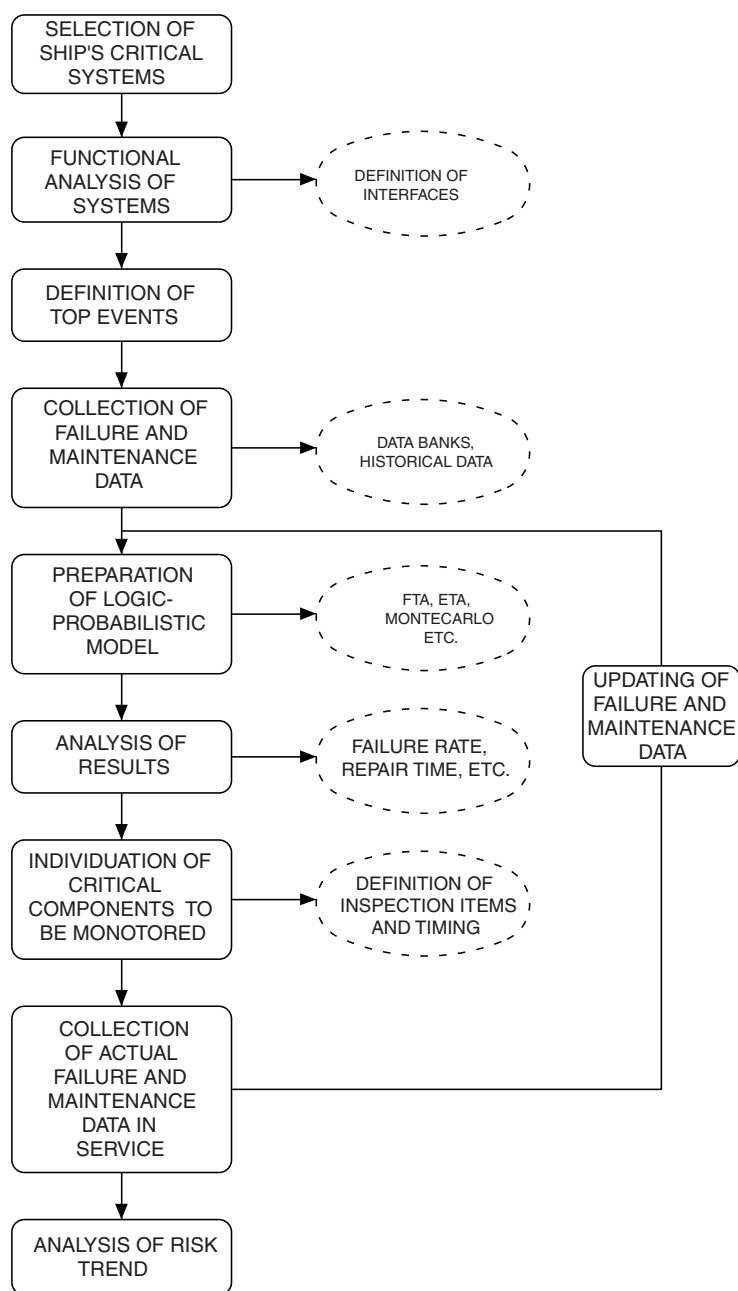 SELECTION OF
SHIP'S CRITICAL
SYSTEMS
FUNCTIONAL
ANALYSIS OF
SYSTEMS
DEFINITION OF
INTERFACES
DEFINITION OF
TOP EVENTS
COLLECTION OF
FAILURE AND
MAINTENANCE
DATA
DATA BANKS,
HISTORICAL DATA
PREPARATION
OF LOGIC-
PROBABILISTIC
MODEL
FTA, ETA,
MONTECARLO
ETC.
UPDATING OF
FAILURE AND
MAINTENANCE
DATA
ANALYSIS OF
RESULTS
FAILURE RATE,
REPAIR TIME, ETC.
INDIVIDUATION OF
CRITICAL
COMPONENTS TO
BE MONOTORED
DEFINITION OF
INSPECTION ITEMS
AND TIMING
COLLECTION
OF ACTUAL
FAILURE AND
MAINTENANCE
DATA IN
SERVICE
ANALYSIS OF RISK
TREND